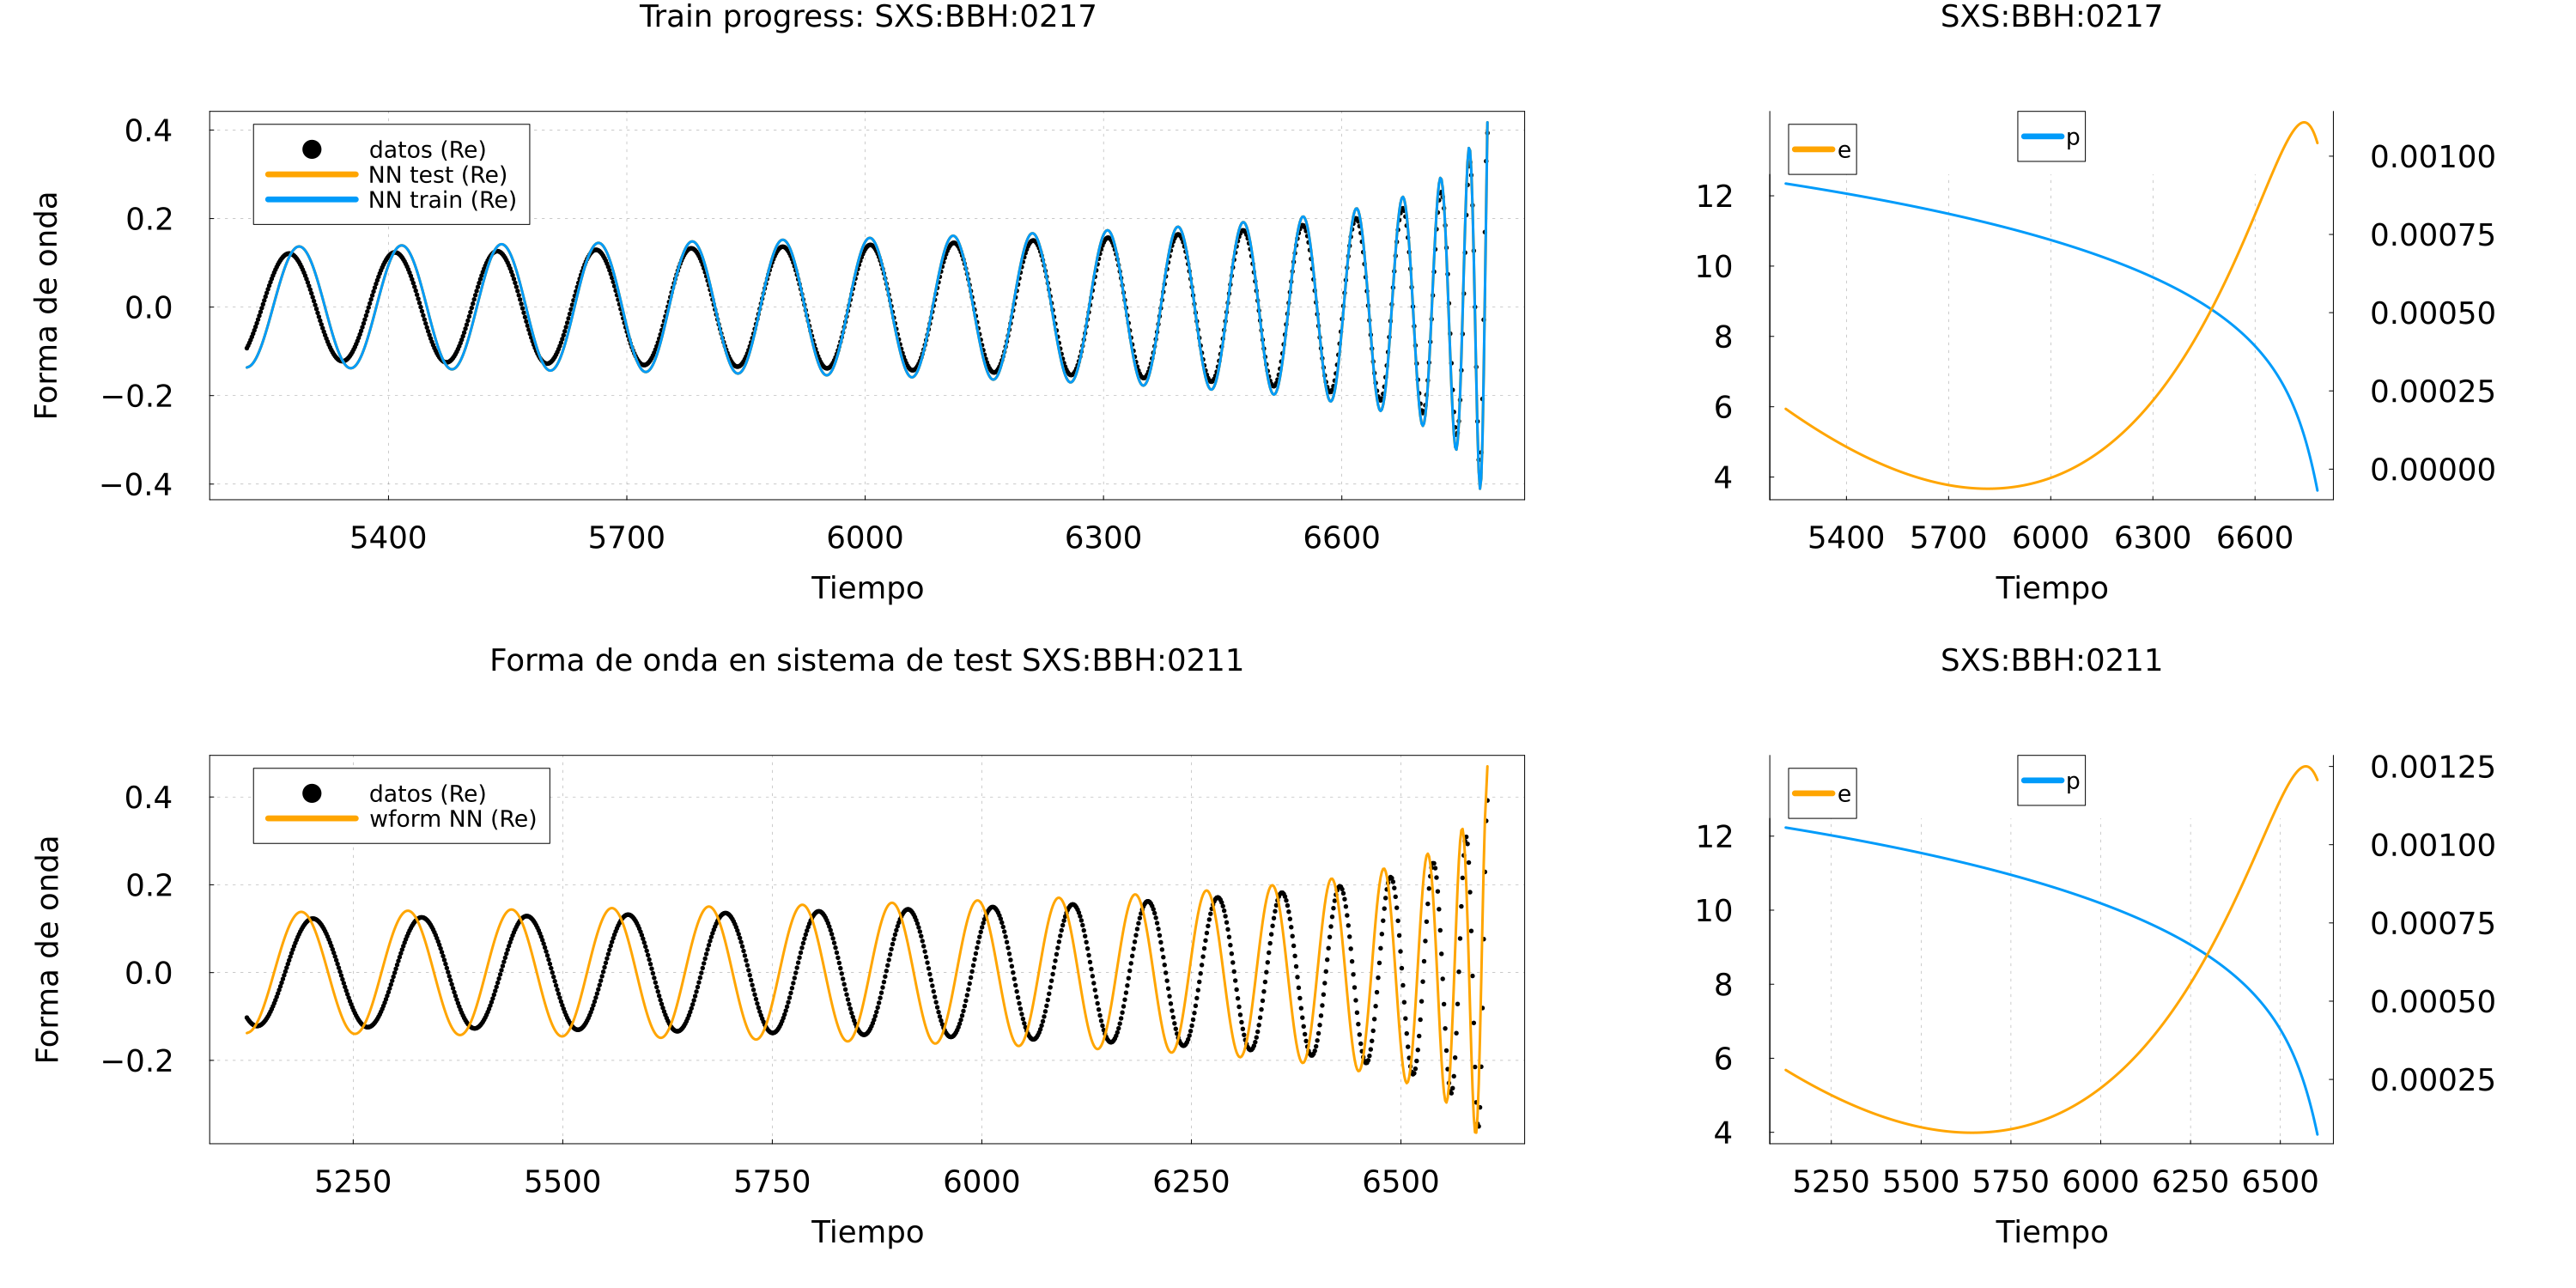 Train progress: SXS:BBH:0217
datos (Re)
NN test (Re)
NN train (Re)
Forma de onda
0.4
0.2
0.0
−0.2
−0.4
5400 5700 6000 6300 6600
Tiempo
SXS:BBH:0217
e
p
12
10
8
6
4
0.00100
0.00075
0.00050
0.00025
0.00000
5400 5700 6000 6300 6600
Tiempo
Forma de onda en sistema de test SXS:BBH:0211
datos (Re)
wform NN (Re)
Forma de onda
0.4
0.2
0.0
−0.2
5250 5500 5750 6000 6250 6500
Tiempo
SXS:BBH:0211
e
p
12
10
8
6
4
0.00125
0.00100
0.00075
0.00050
0.00025
5250 5500 5750 6000 6250 6500
Tiempo